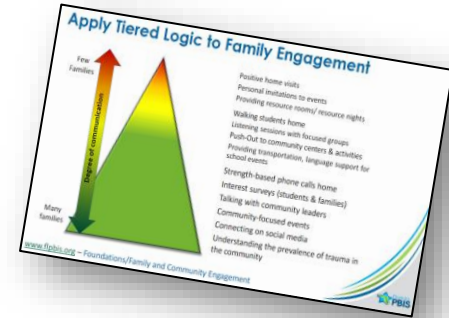 Apply Tiered Logic to Family Engagement
Few
Families
Degree of communication
Many
families
Positive home visits
Personal invitations to events
Providing resource rooms/ resource nights
Walking students home
Listening sessions with focused groups
Push-Out to community centers & activities
Providing transportation, language support for
school events
Strength-based phone calls home
Interest surveys (students & families)
Talking with community leaders
Community-focused events
Connecting on social media
Understanding the prevalence of trauma in
the community
www.flpbis.org – Foundations/Family and Community Engagement
PBIS